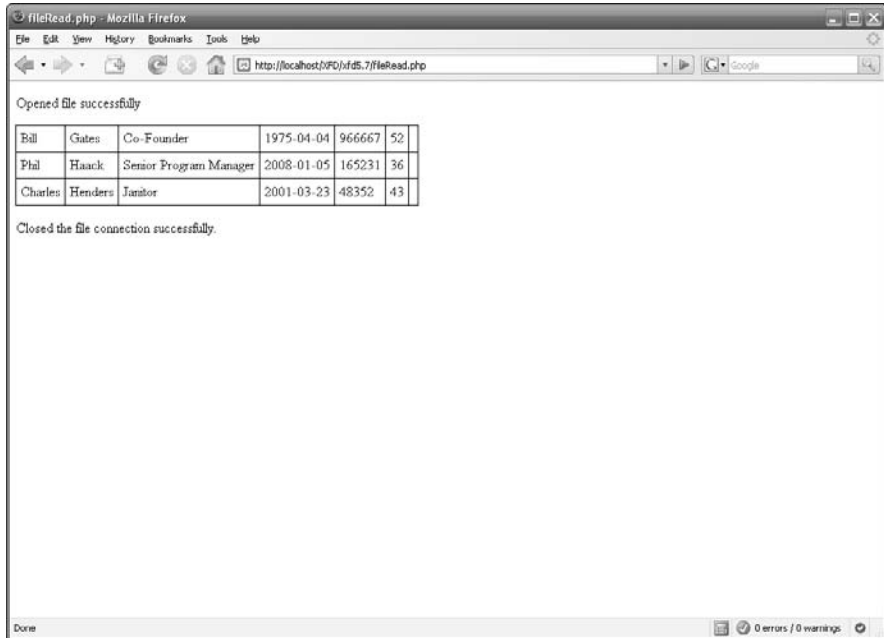 fileRead.php - Mozilla Firefox
File Edit View History Bookmarks Tools Help
http://localhost/XFD/xfd5.7/fileRead.php
Google
Opened file successfully
Bill Gates Co-Founder 1975-04-04 966667 52
Phil Haack Senior Program Manager 2008-01-05 165231 36
Charles Henders Janitor 2001-03-23 48352 43
Closed the file connection successfully.
Done
0 errors / 0 warnings